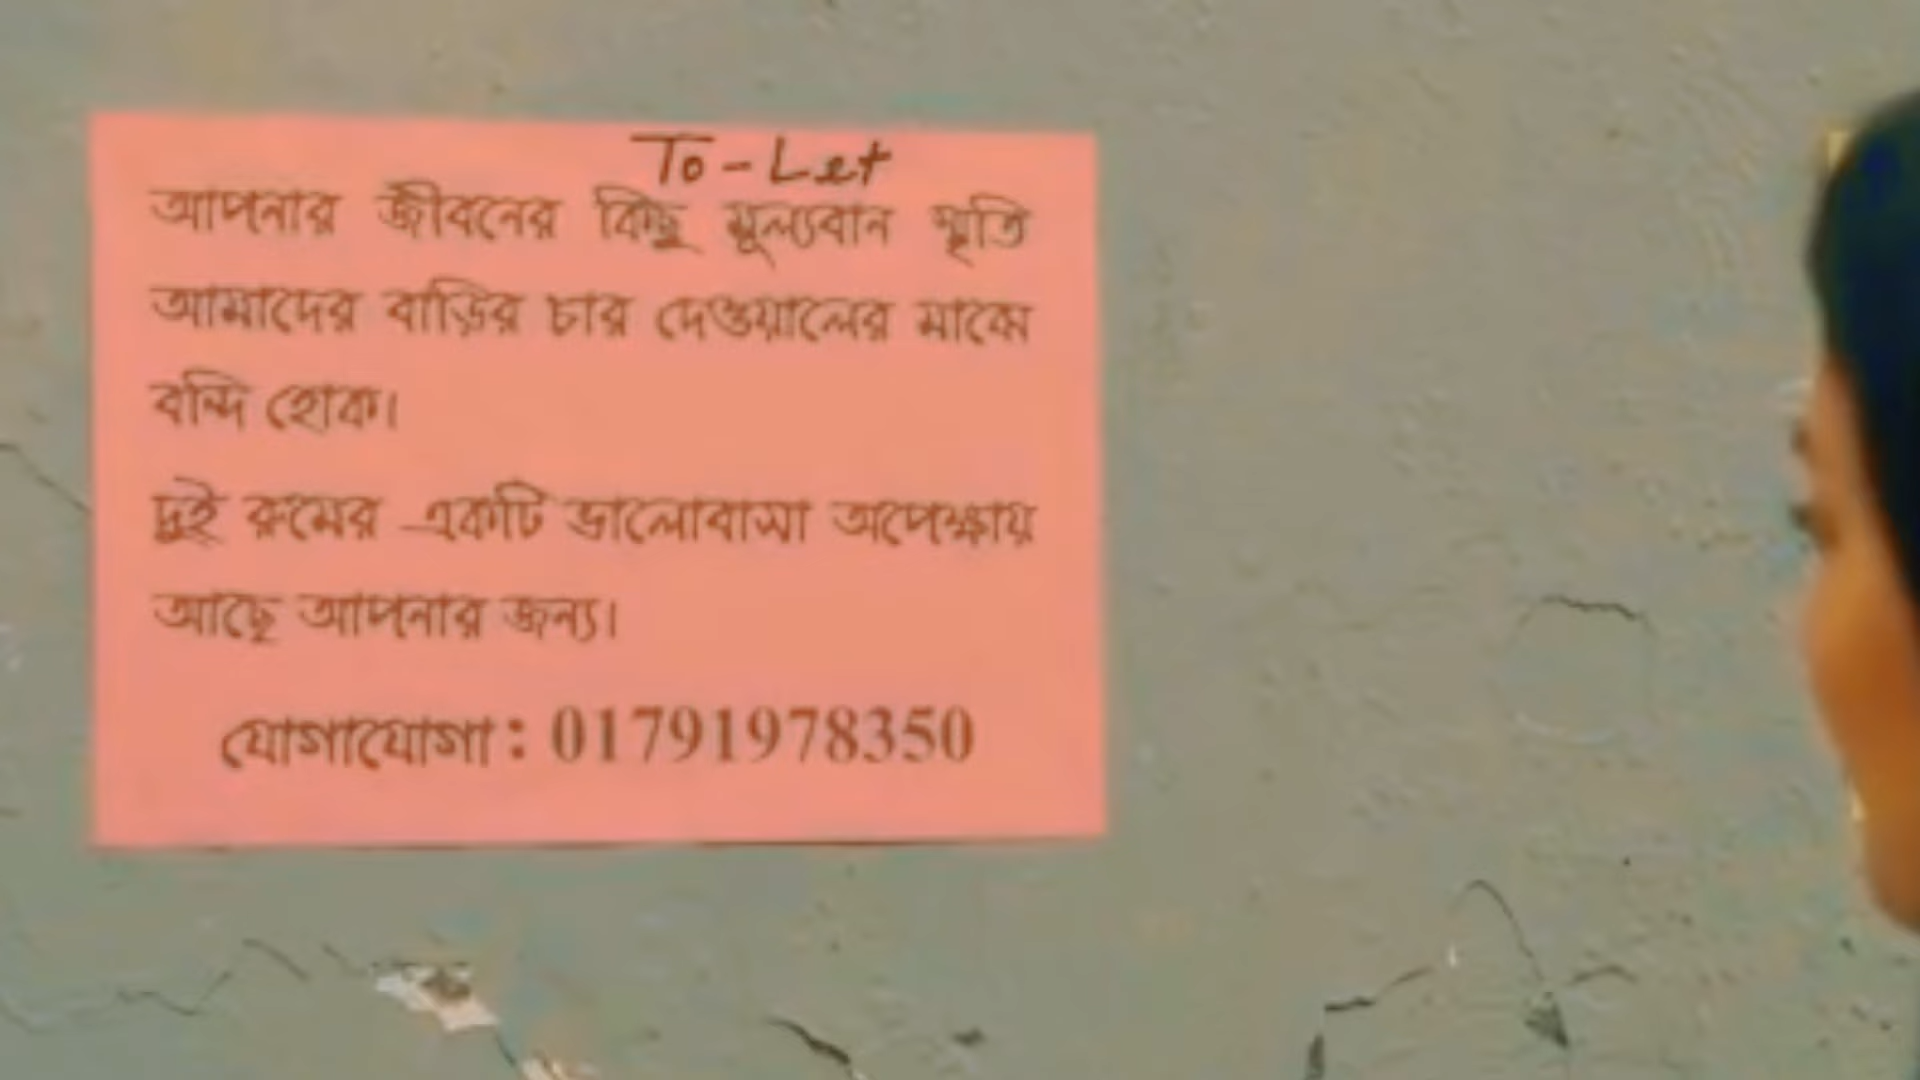 To-Let
আপনার জীবনের কিছু মূল্যবান স্মৃতি
আমাদের বাড়ির চার দেওয়ালের মাঝে
বন্দি হোক।
দুই রুমের একটি ভালোবাসা অপেক্ষায়
আছে আপনার জন্য।
যোগাযোগ: 01791978350